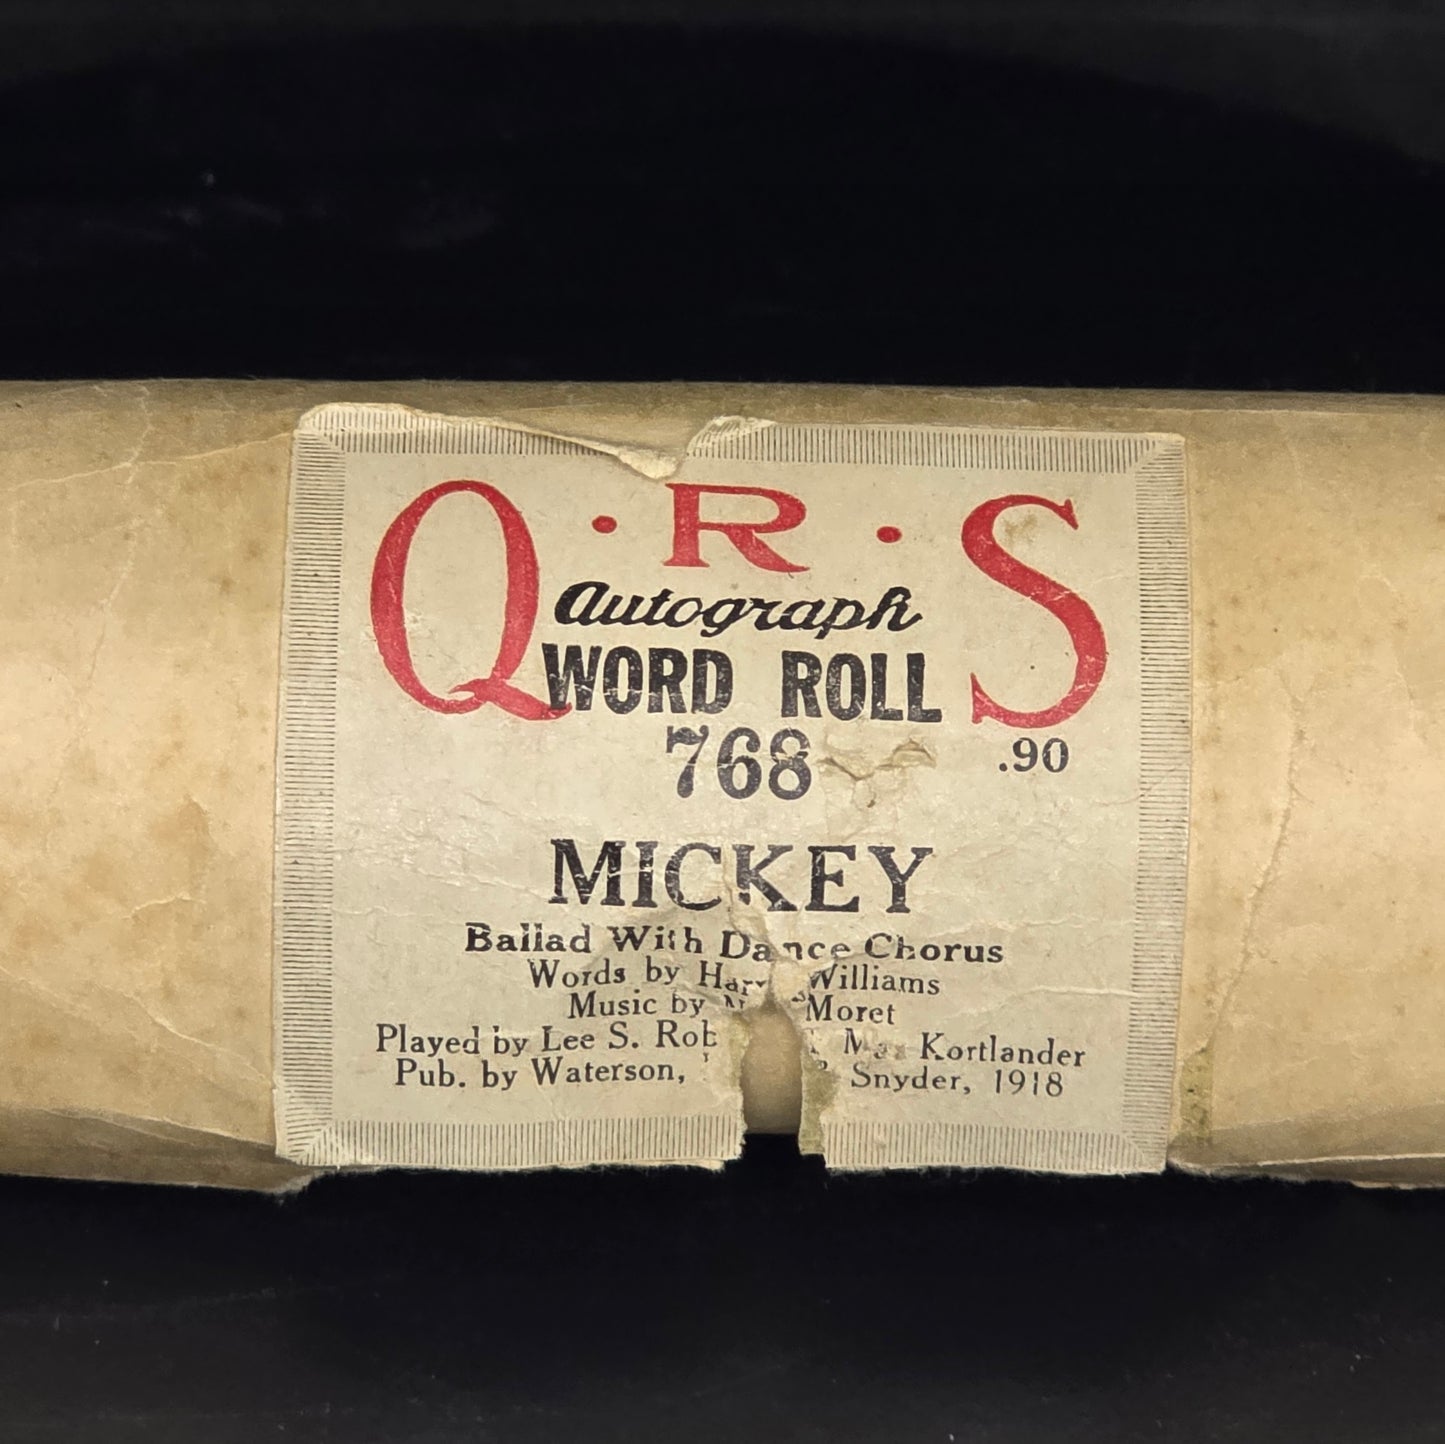 Q·R·S
Autograph
WORD ROLL
768
.90
MICKEY
Ballad With Dance Chorus
Words by Williams
Music by Moret
Played by Lee S. Max Kortlander
Pub. by Waterson, Snyder, 1918